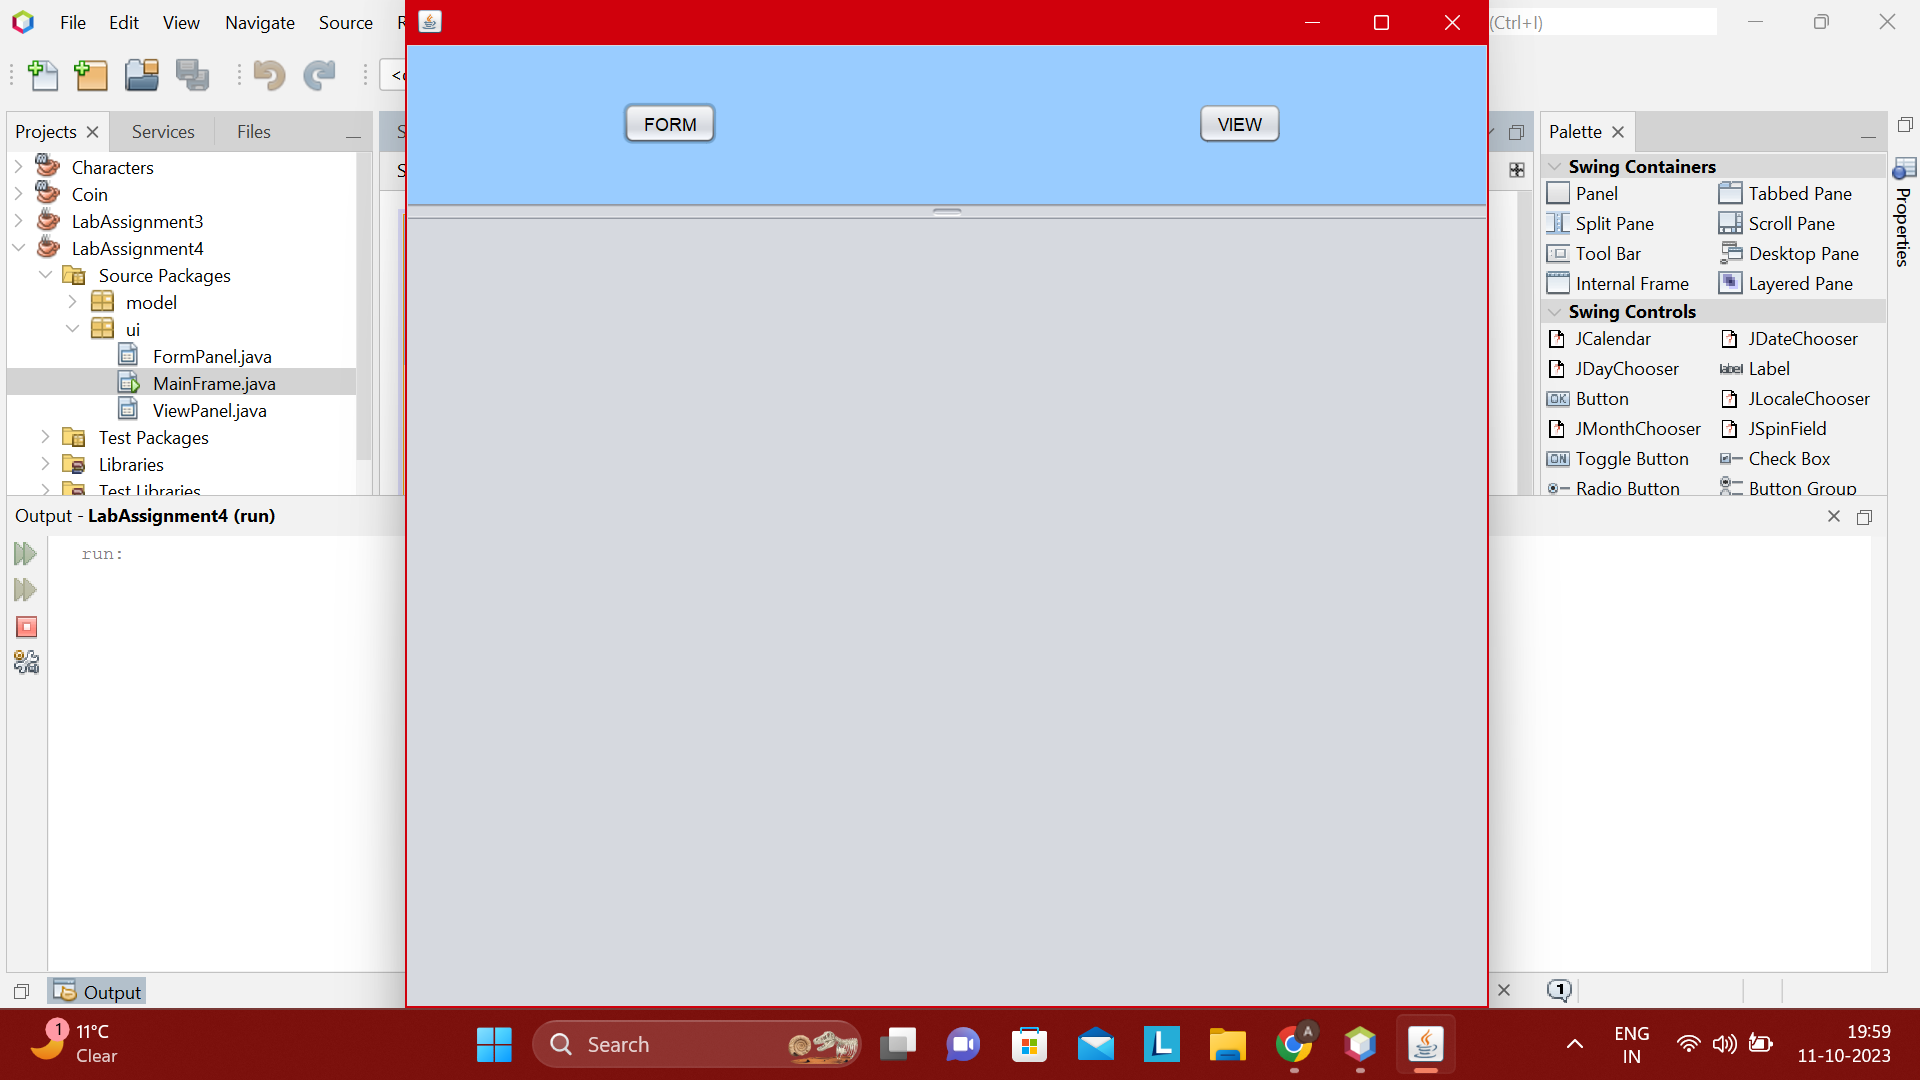 File Edit View Navigate Source
(Ctrl+I)
FORM VIEW
Projects Services Files
Characters
Coin
LabAssignment3
LabAssignment4
Source Packages
model
ui
FormPanel.java
MainFrame.java
ViewPanel.java
Test Packages
Libraries
Test Libraries
Palette
Swing Containers
Panel Tabbed Pane
Split Pane Scroll Pane
Tool Bar Desktop Pane
Internal Frame Layered Pane
Swing Controls
JCalendar JDateChooser
JDayChooser Label
Button JLocaleChooser
JMonthChooser JSpinField
Toggle Button Check Box
Radio Button Button Group
Properties
Output - LabAssignment4 (run)
run:
Output
1
1 11°C
Clear
Search
L
A
ENG
IN
19:59
11-10-2023